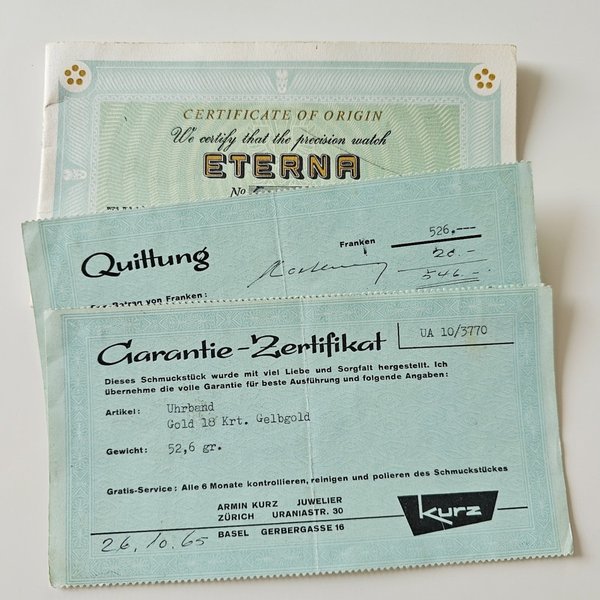 CERTIFICATE OF ORIGIN
We certify that the precision watch
ETERNA
No
Quittung
Franken 526.---
20.-
546.-
Betrag von Franken:
Garantie-Zertifikat
UA 10/3770
Dieses Schmuckstück wurde mit viel Liebe und Sorgfalt hergestellt. Ich
übernehme die volle Garantie für beste Ausführung und folgende Angaben:
Artikel: Uhrband
Gold 18 Krt. Gelbgold
Gewicht: 52,6 gr.
Gratis-Service: Alle 6 Monate kontrollieren, reinigen und polieren des Schmuckstückes
ARMIN KURZ JUWELIER
ZÜRICH URANIASTR. 30
BASEL GERBERGASSE 16
kurz
26.10.65